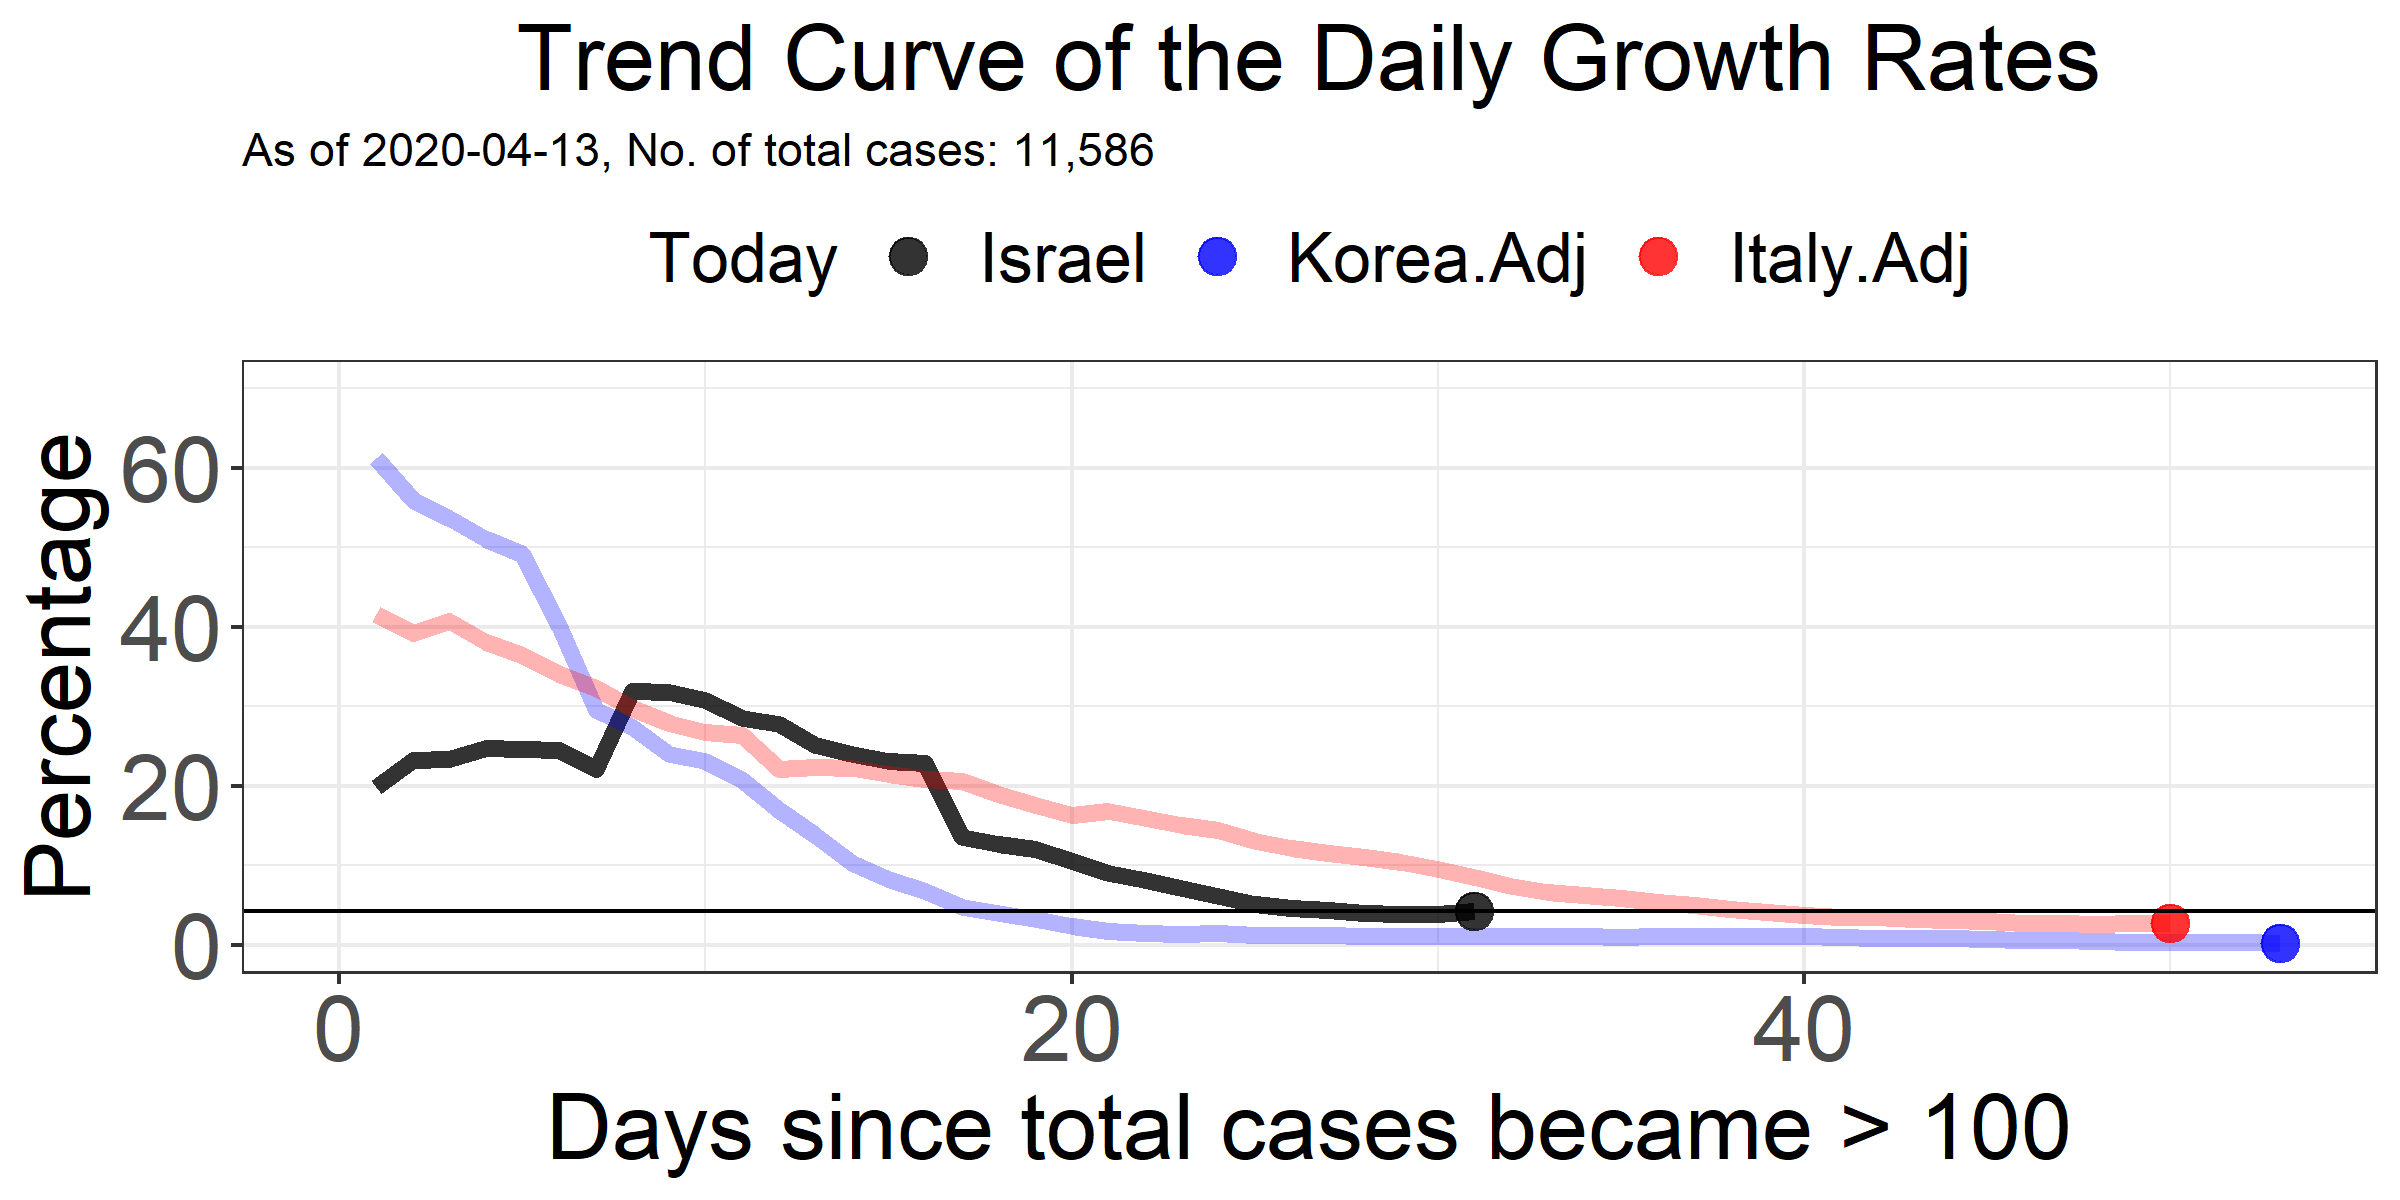 Trend Curve of the Daily Growth Rates
As of 2020-04-13, No. of total cases: 11,586
Today Israel Korea.Adj Italy.Adj
Percentage
60
40
20
0
0 20 40
Days since total cases became > 100